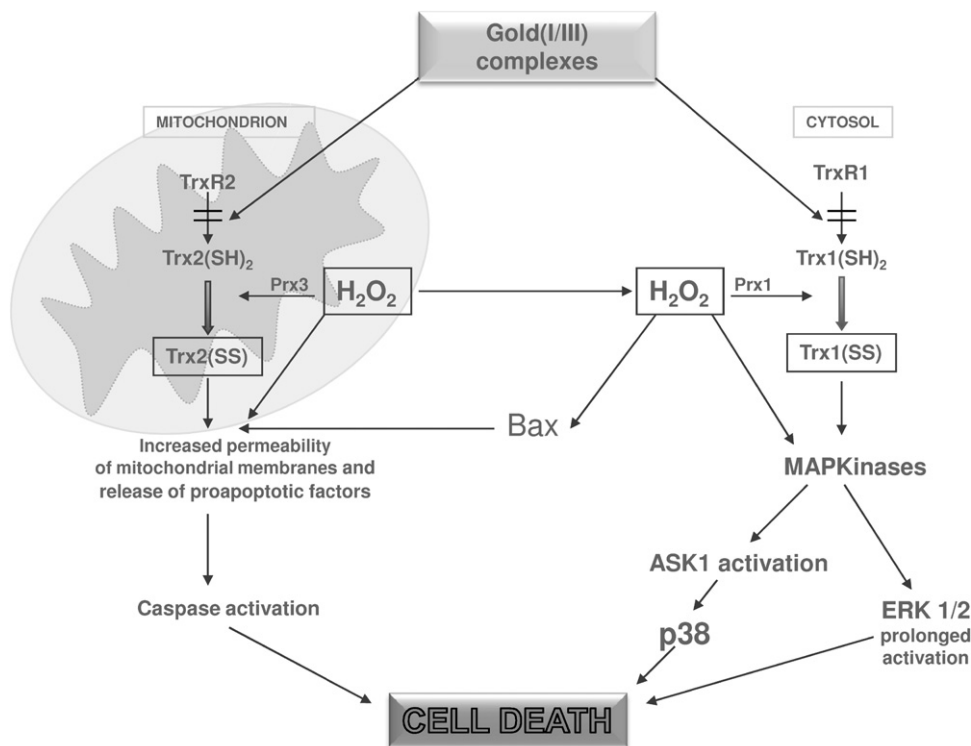 Gold(I/III)
complexes
MITOCHONDRION
CYTOSOL
TrxR2
TrxR1
Trx2(SH)₂
Trx1(SH)₂
Prx3
H₂O₂
H₂O₂
Prx1
Trx2(SS)
Trx1(SS)
Bax
Increased permeability
of mitochondrial membranes and
release of proapoptotic factors
MAPKinases
ASK1 activation
Caspase activation
p38
ERK 1/2
prolonged
activation
CELL DEATH